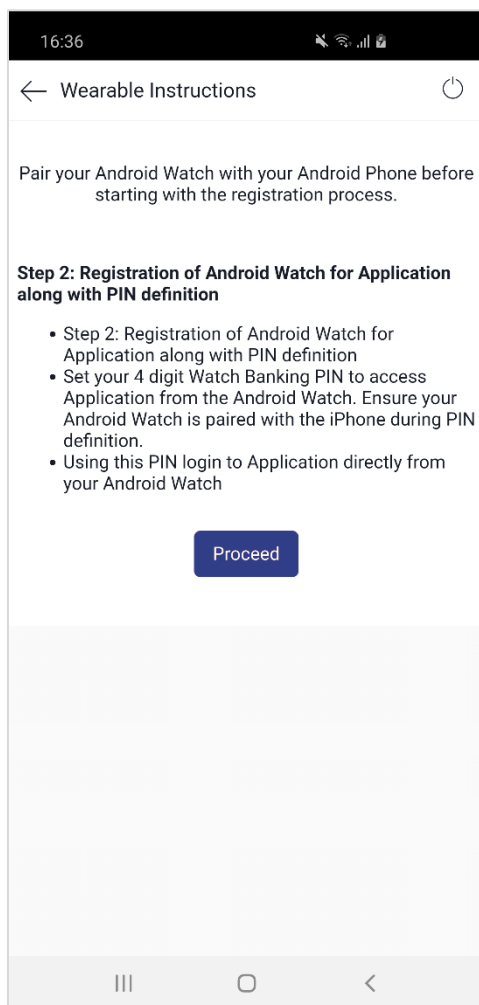 16:36
Wearable Instructions
Pair your Android Watch with your Android Phone before
starting with the registration process.
Step 2: Registration of Android Watch for Application
along with PIN definition
• Step 2: Registration of Android Watch for
Application along with PIN definition
• Set your 4 digit Watch Banking PIN to access
Application from the Android Watch. Ensure your
Android Watch is paired with the iPhone during PIN
definition.
• Using this PIN login to Application directly from
your Android Watch
Proceed